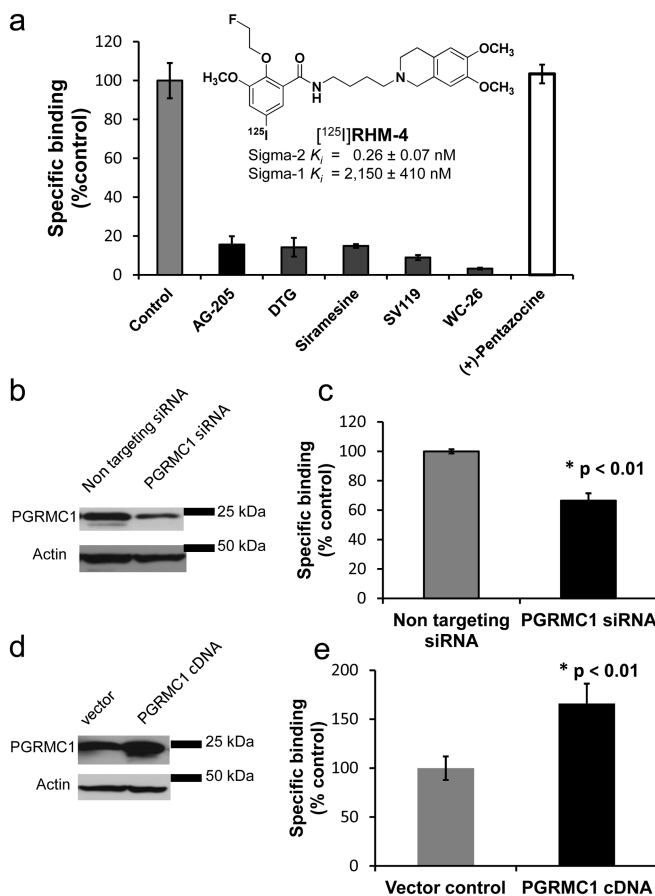 a
F
O
O
OCH₃
N
H
N
OCH₃
OCH₃
¹²⁵I
[¹²⁵I]RHM-4
Sigma-2 Kᵢ = 0.26 ± 0.07 nM
Sigma-1 Kᵢ = 2,150 ± 410 nM
Specific binding
(%control)
120
100
80
60
40
20
0
Control
AG-205
DTG
Siramesine
SV119
WC-26
(+)-Pentazocine
b
Non targeting siRNA
PGRMC1 siRNA
PGRMC1
25 kDa
50 kDa
Actin
c
Specific binding
(% control)
120
100
80
60
40
20
0
* p < 0.01
Non targeting
siRNA
PGRMC1 siRNA
d
vector
PGRMC1 cDNA
PGRMC1
25 kDa
50 kDa
Actin
e
Specific binding
(% control)
200
150
100
50
0
* p < 0.01
Vector control
PGRMC1 cDNA